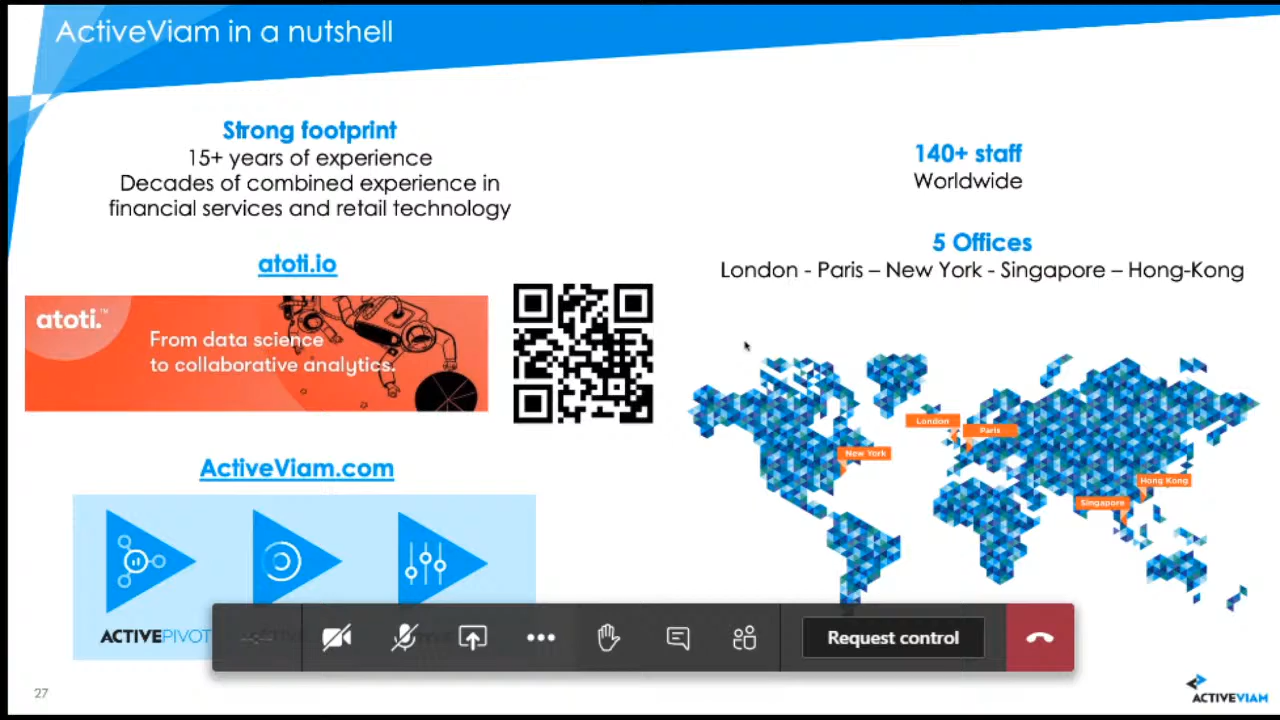 ActiveViam in a nutshell
Strong footprint
15+ years of experience
Decades of combined experience in
financial services and retail technology
atoti.io
atoti.™
From data science
to collaborative analytics.
ActiveViam.com
ACTIVEPIVOT
140+ staff
Worldwide
5 Offices
London - Paris – New York - Singapore – Hong-Kong
London
Paris
New York
Hong Kong
Singapore
Request control
27
ACTIVEVIAM